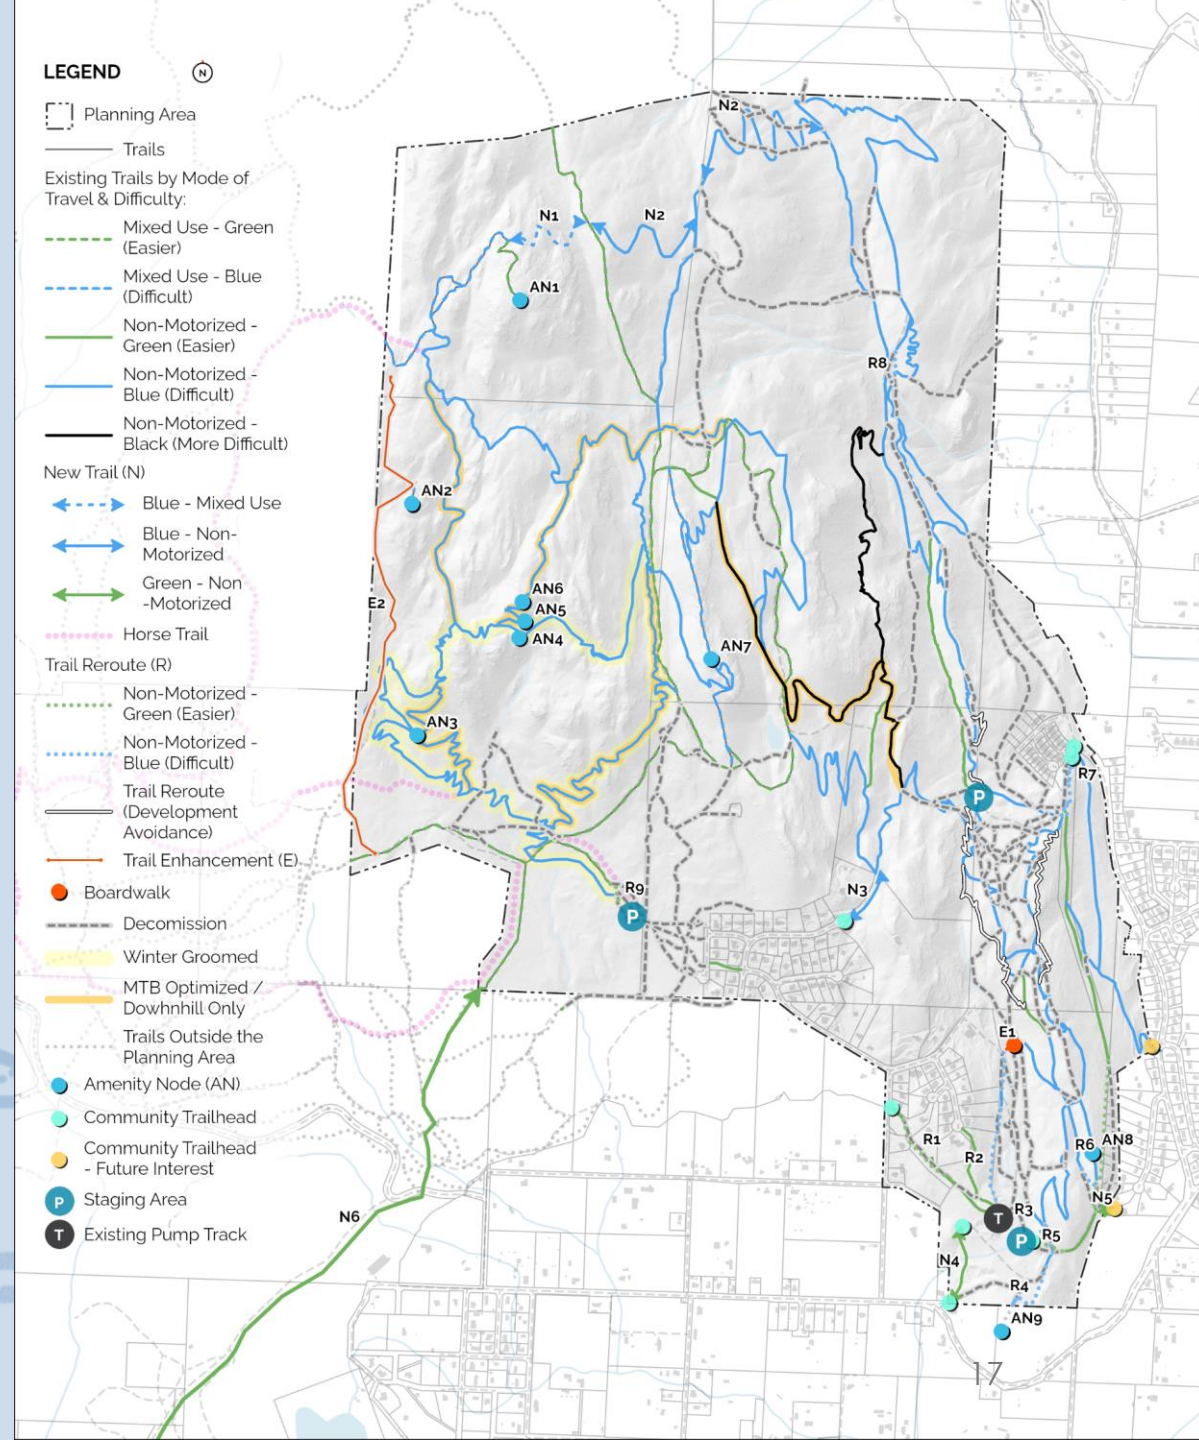 LEGEND
N
Planning Area
Trails
Existing Trails by Mode of
Travel & Difficulty:
Mixed Use - Green
(Easier)
Mixed Use - Blue
(Difficult)
Non-Motorized -
Green (Easier)
Non-Motorized -
Blue (Difficult)
Non-Motorized -
Black (More Difficult)
New Trail (N)
Blue - Mixed Use
Blue - Non-
Motorized
Green - Non
-Motorized
Horse Trail
Trail Reroute (R)
Non-Motorized -
Green (Easier)
Non-Motorized -
Blue (Difficult)
Trail Reroute
(Development
Avoidance)
Trail Enhancement (E)
Boardwalk
Decomission
Winter Groomed
MTB Optimized /
Dowhnhill Only
Trails Outside the
Planning Area
Amenity Node (AN)
Community Trailhead
Community Trailhead
- Future Interest
P Staging Area
T Existing Pump Track
N2
N1
N2
AN1
R8
AN2
E2
AN6
AN5
AN4
AN7
AN3
R7
P
R9
P
N3
E1
R1
R2
R6
AN8
N5
T
R3
P
R5
N4
R4
AN9
N6
17